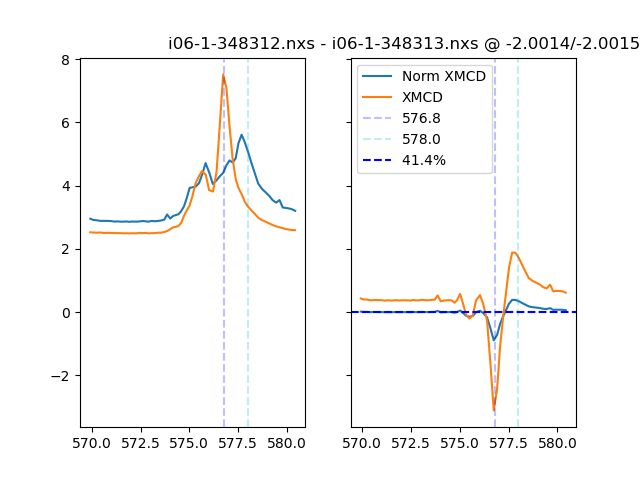 i06-1-348312.nxs - i06-1-348313.nxs @ -2.0014/-2.0015
8
6
4
2
0
−2
570.0 572.5 575.0 577.5 580.0
Norm XMCD
XMCD
576.8
578.0
41.4%
570.0 572.5 575.0 577.5 580.0